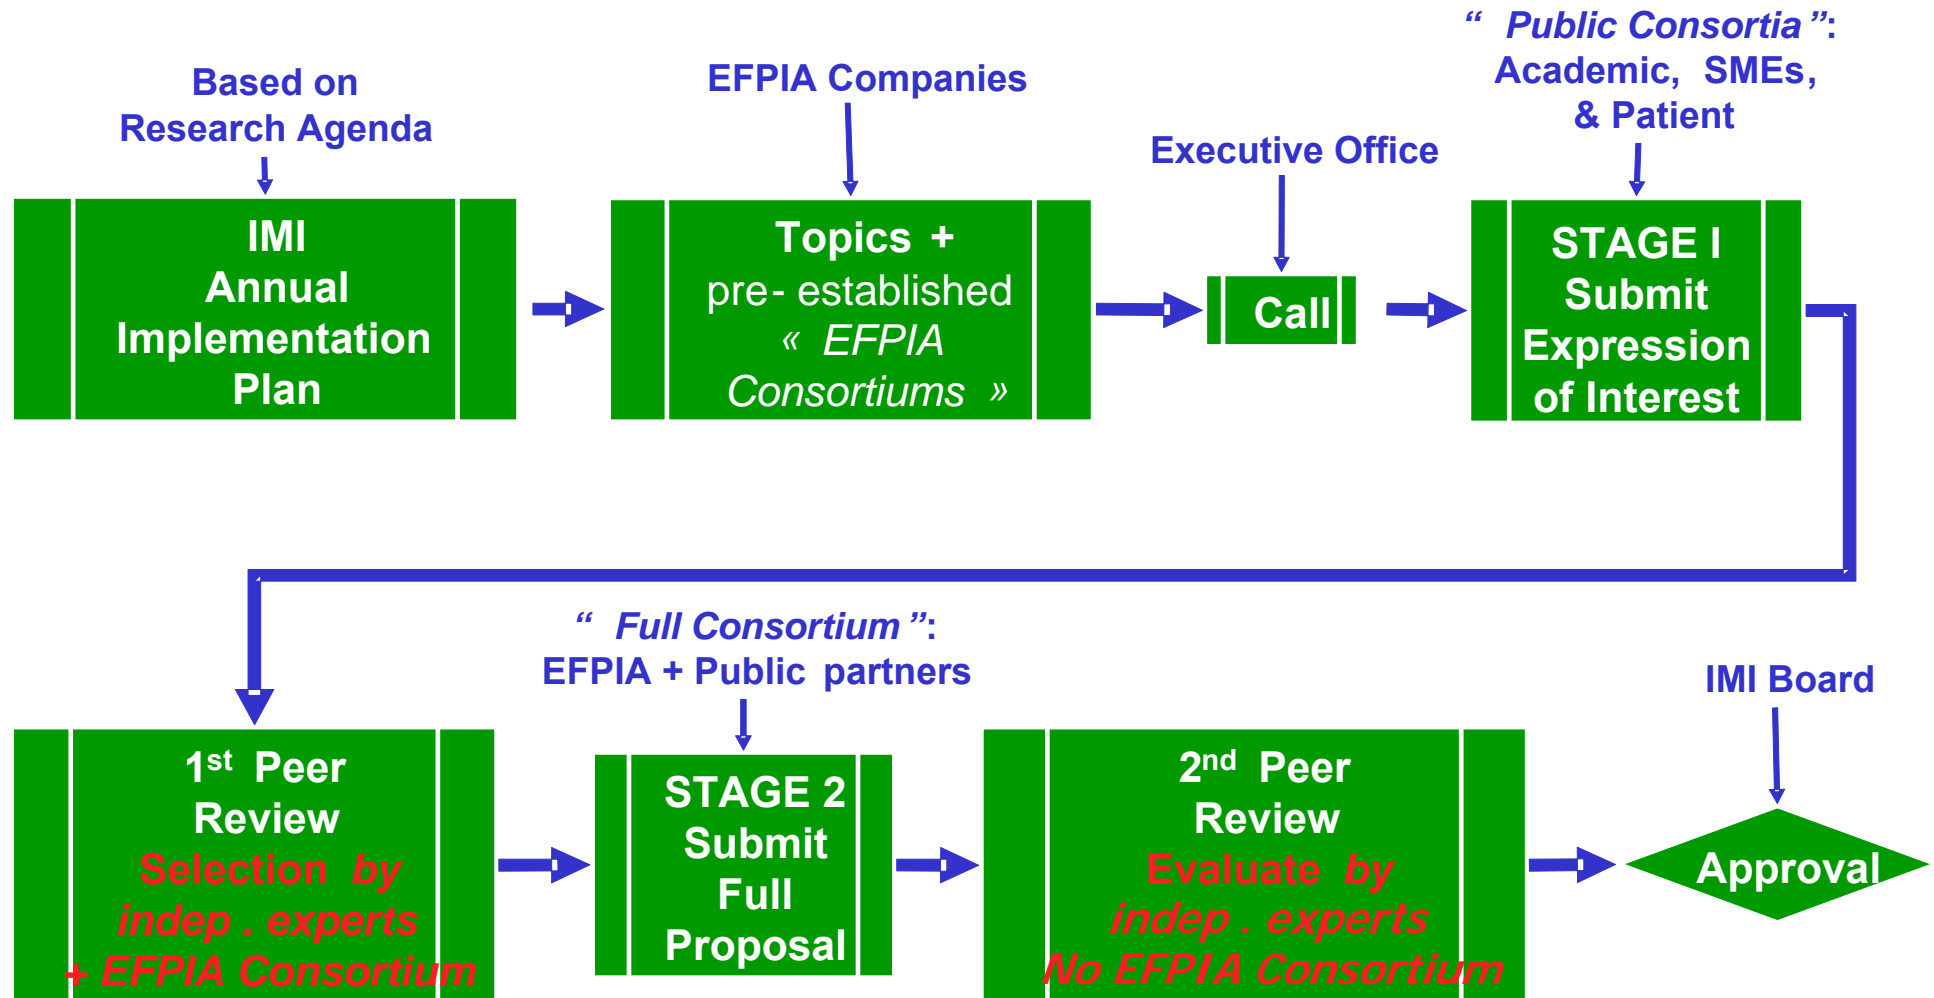 Based on
Research Agenda
EFPIA Companies
Executive Office
“ Public Consortia ”:
Academic, SMEs,
& Patient
IMI
Annual
Implementation
Plan
Topics +
pre- established
« EFPIA
Consortiums »
Call
STAGE I
Submit
Expression
of Interest
“ Full Consortium ”:
EFPIA + Public partners
IMI Board
1st Peer
Review
Selection by
indep . experts
+ EFPIA Consortium
STAGE 2
Submit
Full
Proposal
2nd Peer
Review
Evaluate by
indep . experts
No EFPIA Consortium
Approval